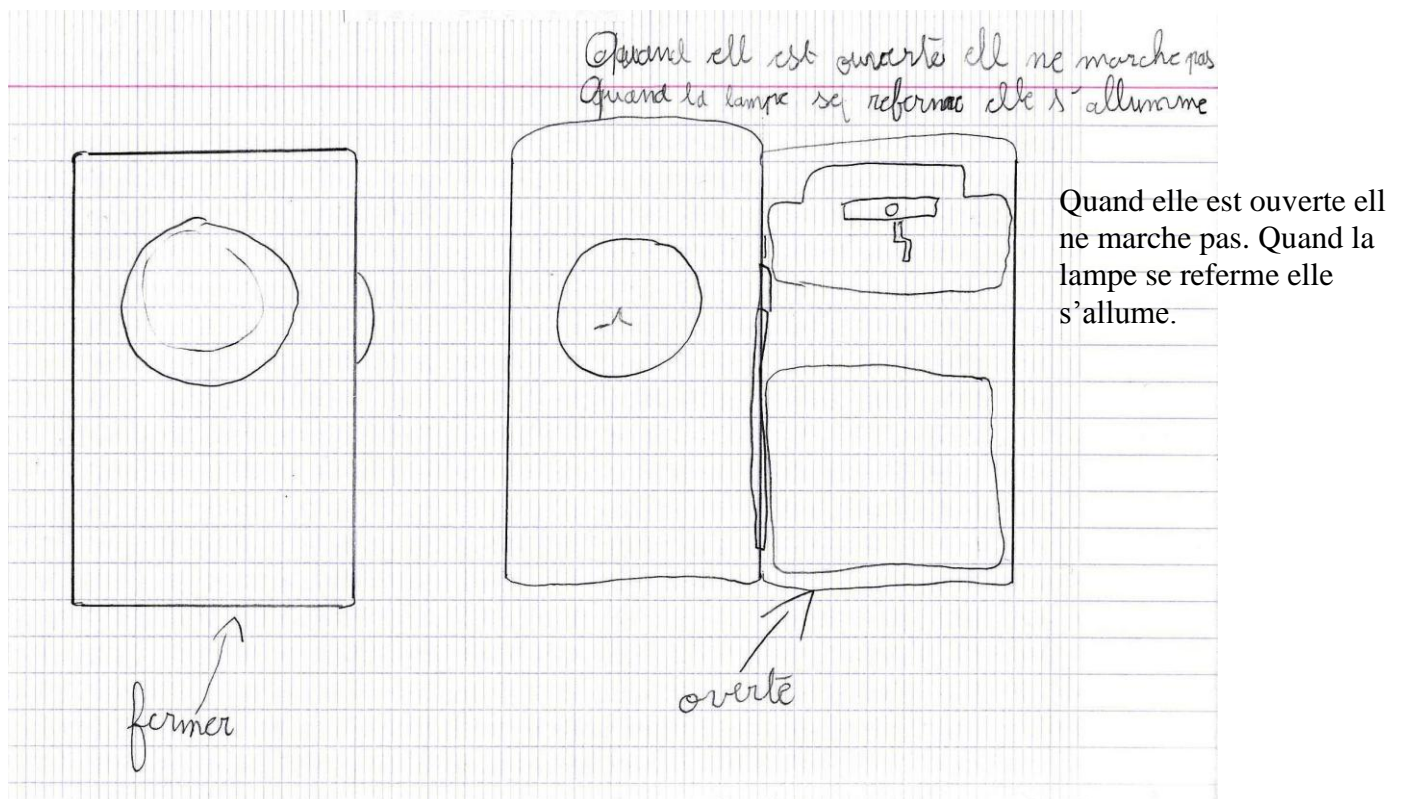 Quand ell est ouverte ell ne marche pas
Quand la lampe se referme elle s'allumme
Quand elle est ouverte ell
ne marche pas. Quand la
lampe se referme elle
s'allume.
fermer
overte